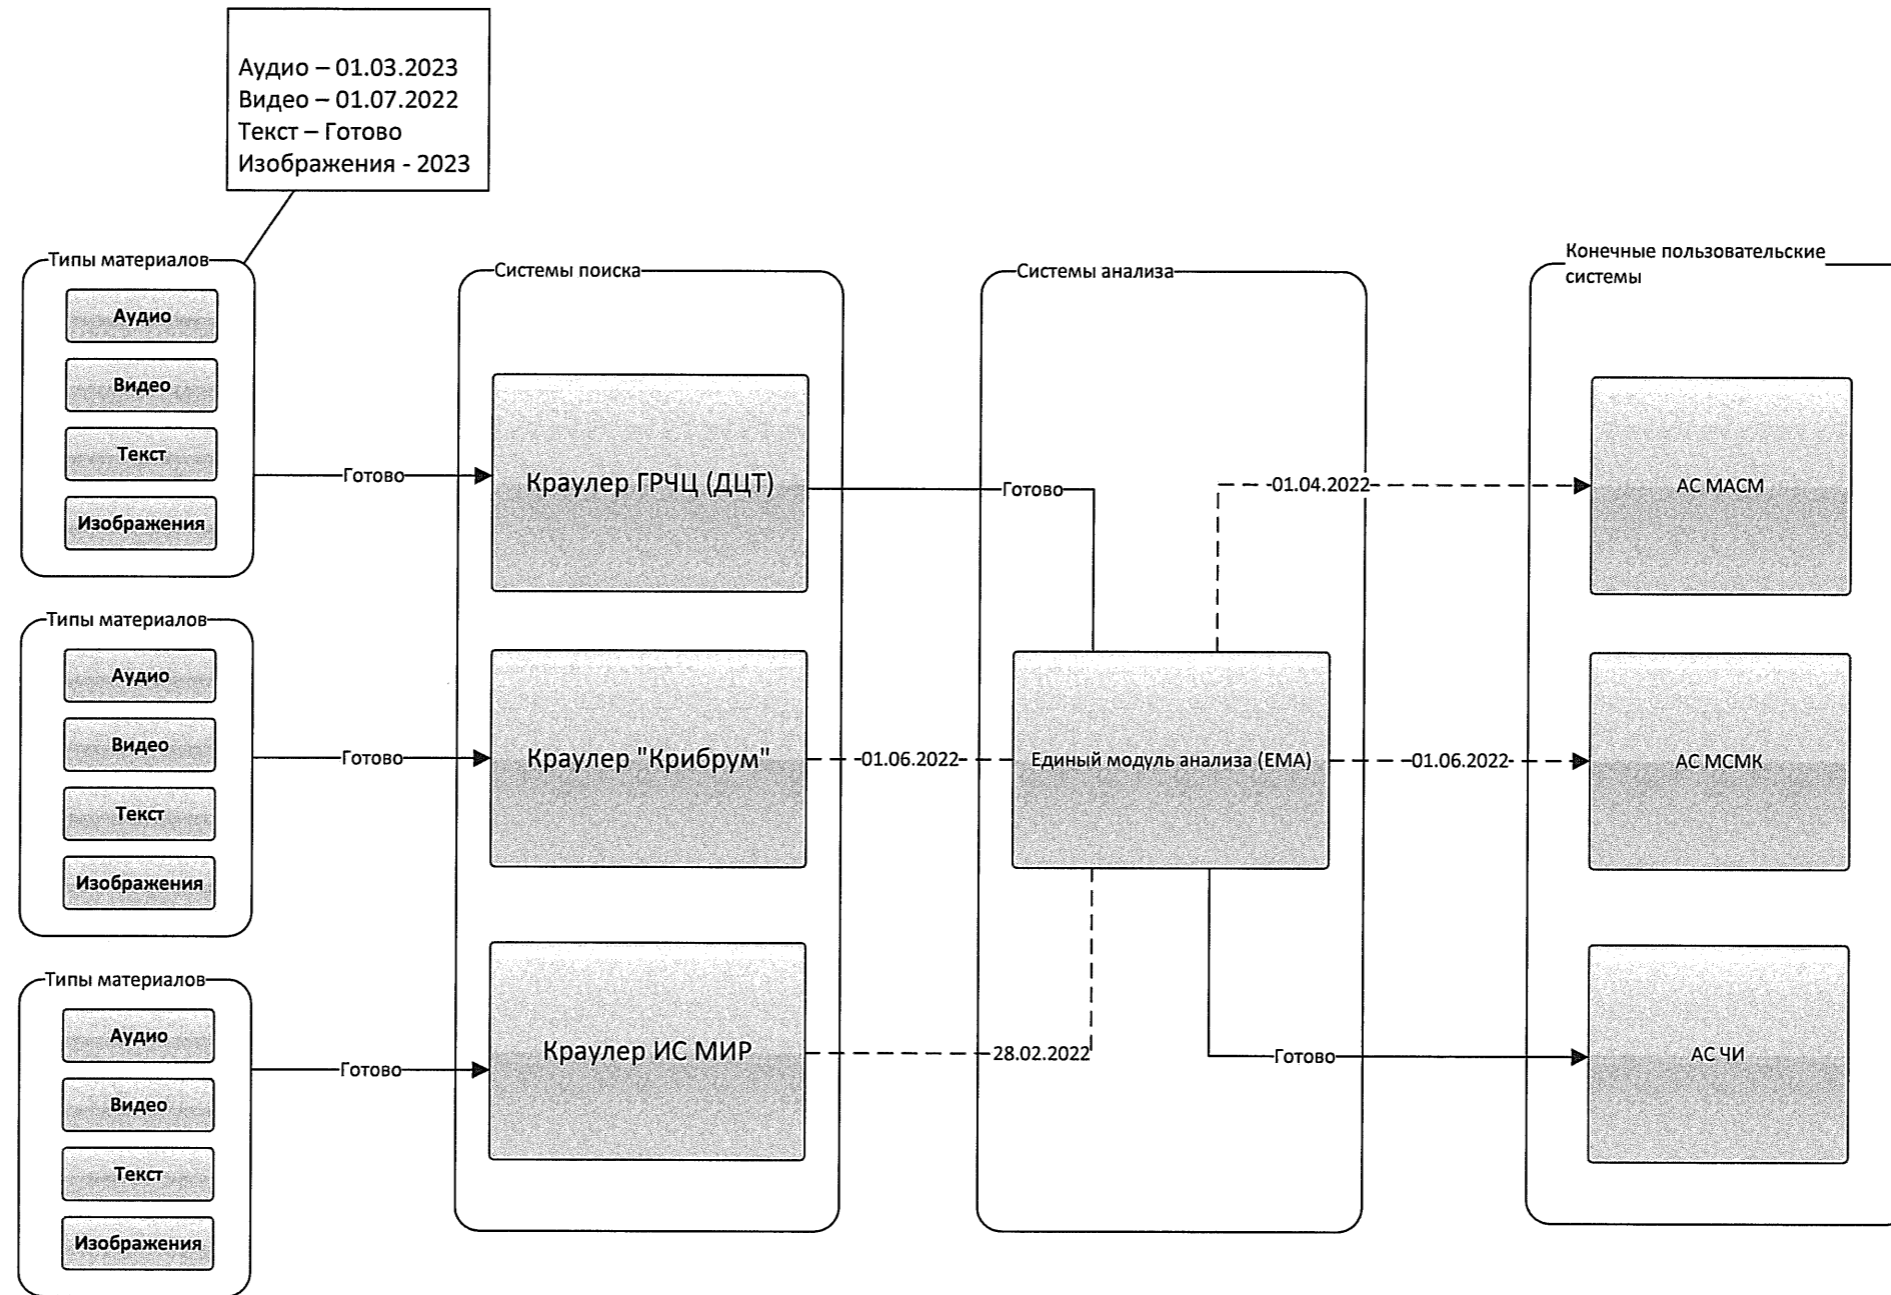 Аудио – 01.03.2023
Видео – 01.07.2022
Текст – Готово
Изображения - 2023
Типы материалов
Аудио
Видео
Текст
Изображения
Готово
Типы материалов
Аудио
Видео
Текст
Изображения
Готово
Типы материалов
Аудио
Видео
Текст
Изображения
Готово
Системы поиска
Краулер ГРЧЦ (ДЦТ)
Краулер "Крибрум"
Краулер ИС МИР
Готово
01.06.2022
28.02.2022
Системы анализа
Единый модуль анализа (ЕМА)
01.04.2022
01.06.2022
Готово
Конечные пользовательские
системы
АС МАСМ
АС МСМК
АС ЧИ